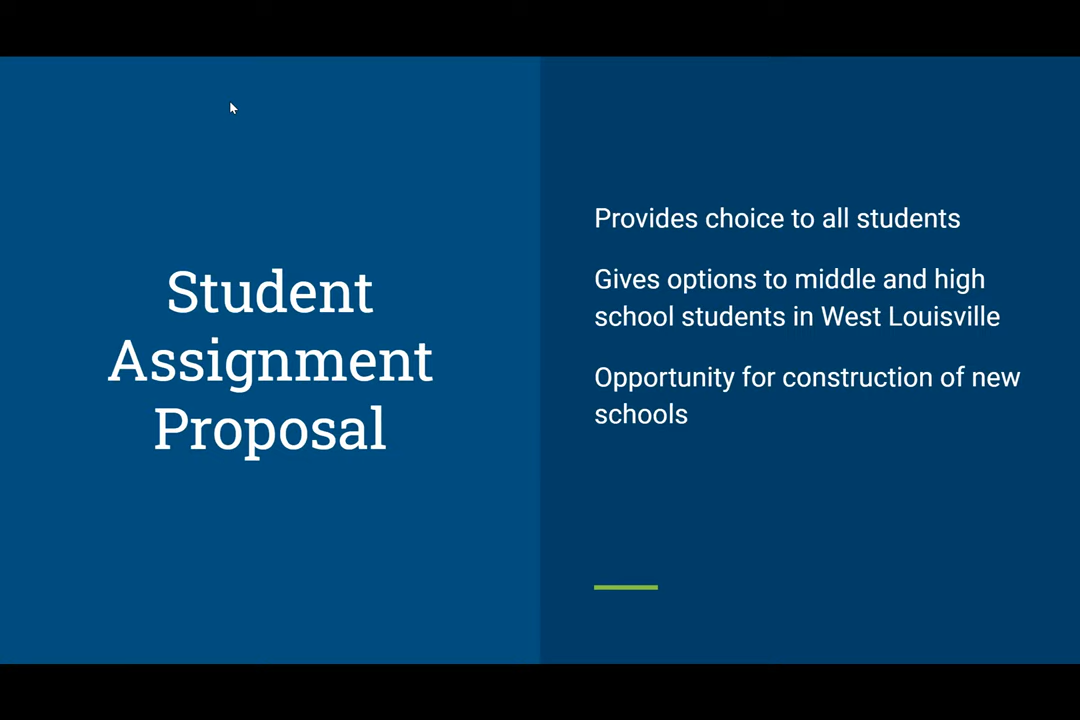 Student
Assignment
Proposal
Provides choice to all students
Gives options to middle and high
school students in West Louisville
Opportunity for construction of new
schools